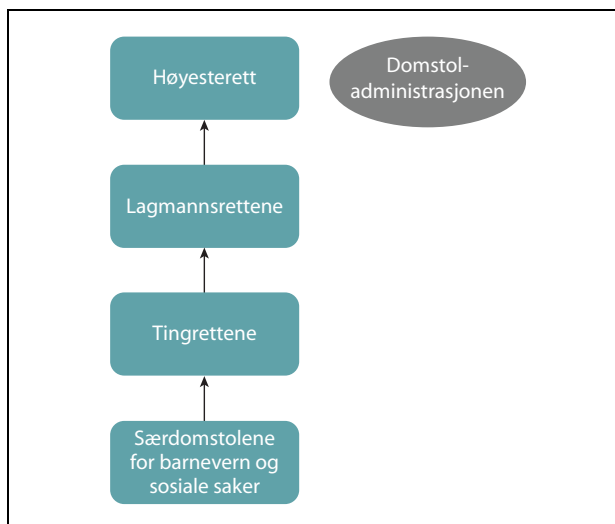 Høyesterett
Domstol-
administrasjonen
Lagmannsrettene
Tingrettene
Særdomstolene
for barnevern og
sosiale saker